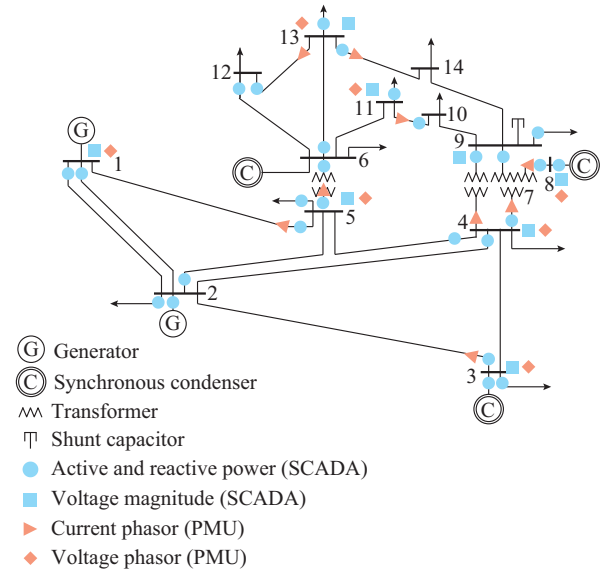 13
14
12
11
10
G
9
1
6
8
C
C
7
5
4
2
G
3
C
G Generator
C Synchronous condenser
Transformer
Shunt capacitor
Active and reactive power (SCADA)
Voltage magnitude (SCADA)
Current phasor (PMU)
Voltage phasor (PMU)